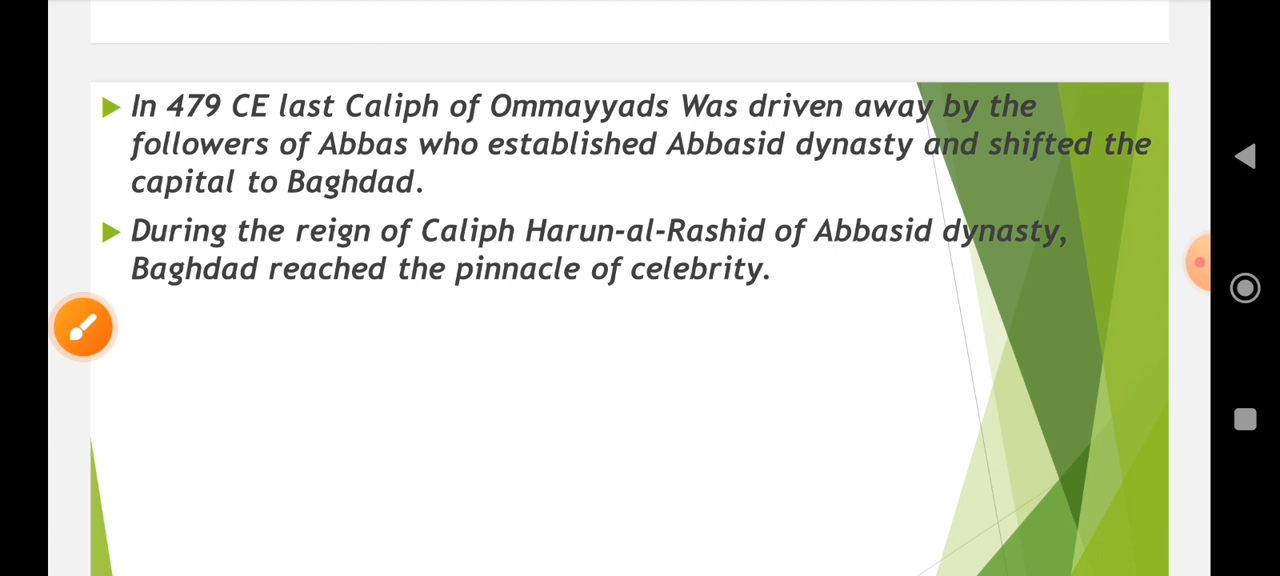 In 479 CE last Caliph of Ommayyads Was driven away by the
followers of Abbas who established Abbasid dynasty and shifted the
capital to Baghdad.
During the reign of Caliph Harun-al-Rashid of Abbasid dynasty,
Baghdad reached the pinnacle of celebrity.